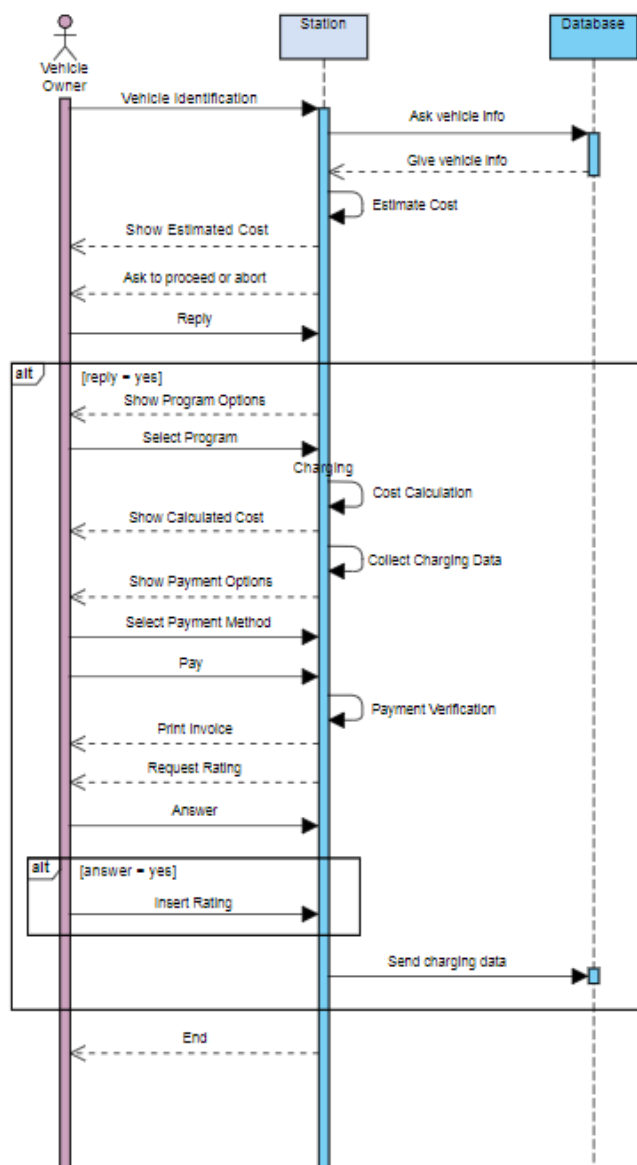 Station
Database
Vehicle
Owner
Vehicle Identification
Ask vehicle info
Give vehicle info
Estimate Cost
Show Estimated Cost
Ask to proceed or abort
Reply
alt
[reply = yes]
Show Program Options
Select Program
Charging
Cost Calculation
Show Calculated Cost
Collect Charging Data
Show Payment Options
Select Payment Method
Pay
Payment Verification
Print Invoice
Request Rating
Answer
alt
[answer = yes]
Insert Rating
Send charging data
End